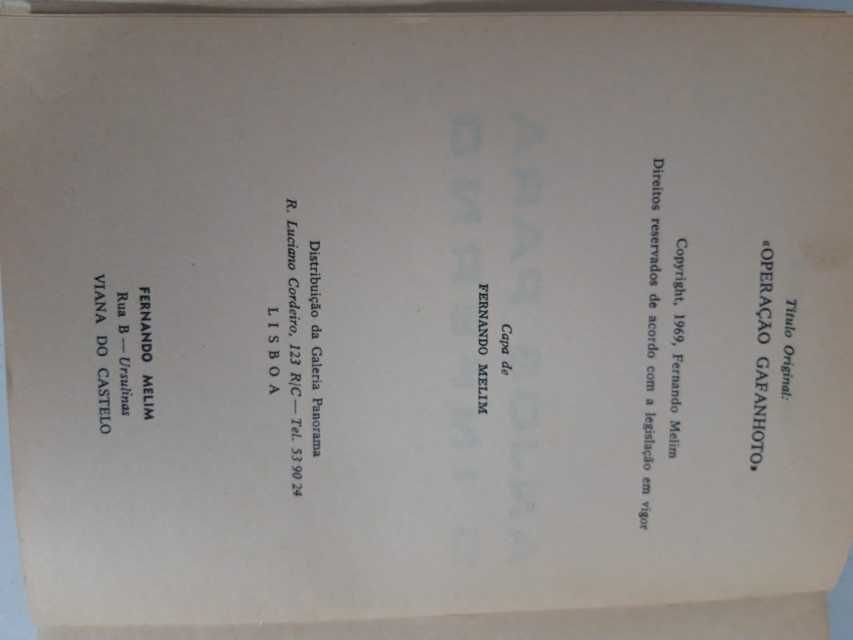 Título Original:
«OPERAÇÃO GAFANHOTO»
Copyright, 1969, Fernando Melim
Direitos reservados de acordo com a legislação em vigor
Capa de
FERNANDO MELIM
Distribuição da Galeria Panorama
R. Luciano Cordeiro, 123 R/C — Tel. 53 90 24
LISBOA
FERNANDO MELIM
Rua B — Ursulinas
VIANA DO CASTELO